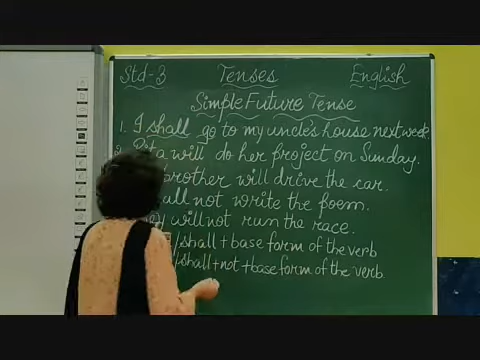 Std-3 Tenses English
Simple Future Tense
1. I shall go to my uncle's house next week.
will do her project on Sunday.
brother will drive the car.
not write the poem.
will not run the race.
/shall + base form of the verb
/shall + not + base form of the verb